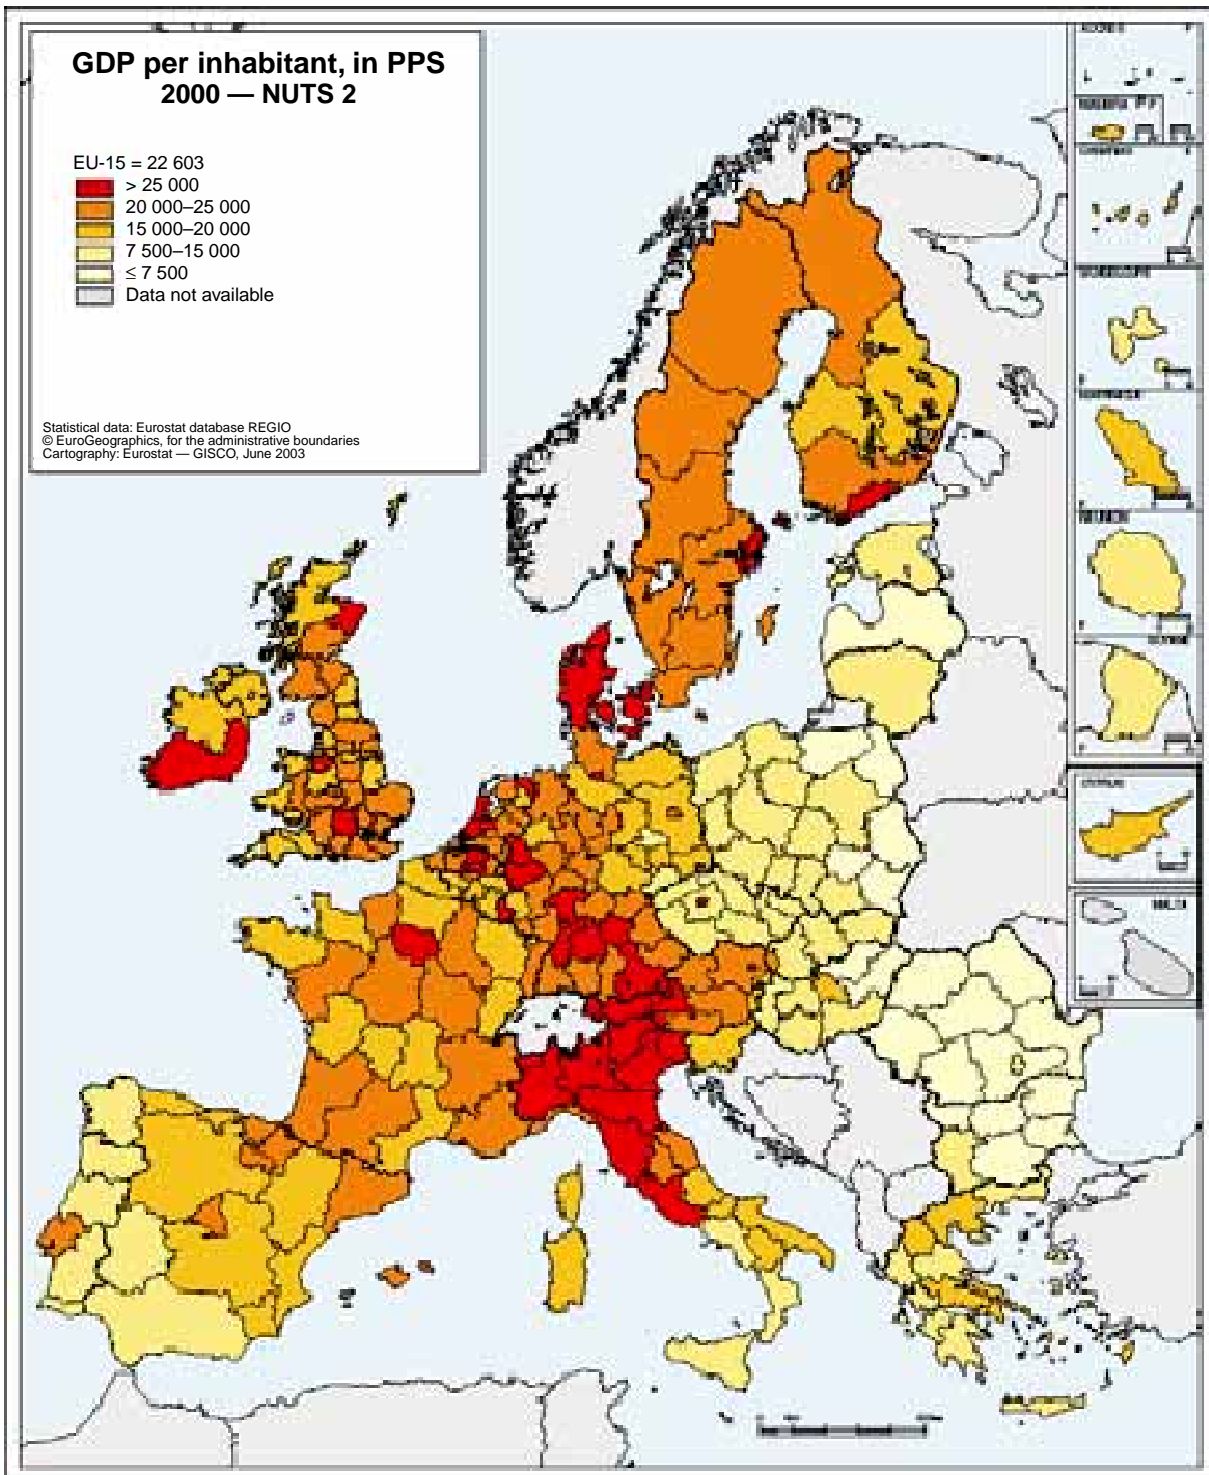 GDP per inhabitant, in PPS
2000 — NUTS 2
EU-15 = 22 603
> 25 000
20 000–25 000
15 000–20 000
7 500–15 000
≤ 7 500
Data not available
Statistical data: Eurostat database REGIO
© EuroGeographics, for the administrative boundaries
Cartography: Eurostat — GISCO, June 2003